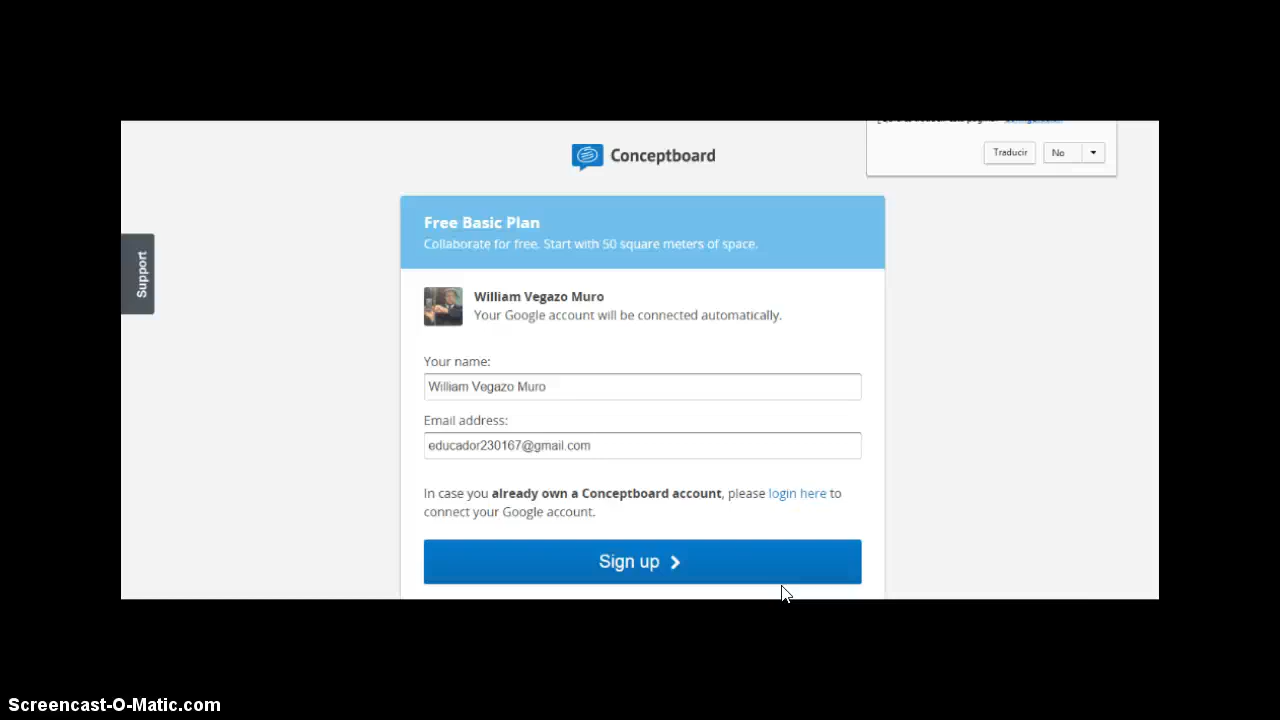 Conceptboard
Traducir
No
Support
Free Basic Plan
Collaborate for free. Start with 50 square meters of space.
William Vegazo Muro
Your Google account will be connected automatically.
Your name:
William Vegazo Muro
Email address:
educador230167@gmail.com
In case you already own a Conceptboard account, please login here to
connect your Google account.
Sign up
Screencast-O-Matic.com